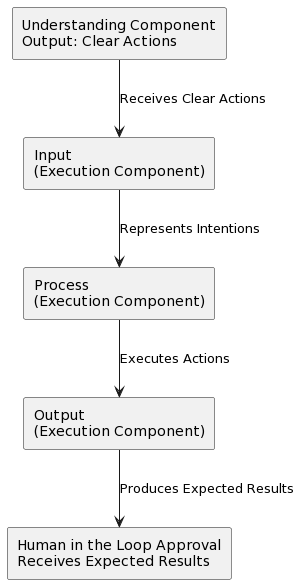 Understanding Component
Output: Clear Actions
Receives Clear Actions
Input
(Execution Component)
Represents Intentions
Process
(Execution Component)
Executes Actions
Output
(Execution Component)
Produces Expected Results
Human in the Loop Approval
Receives Expected Results